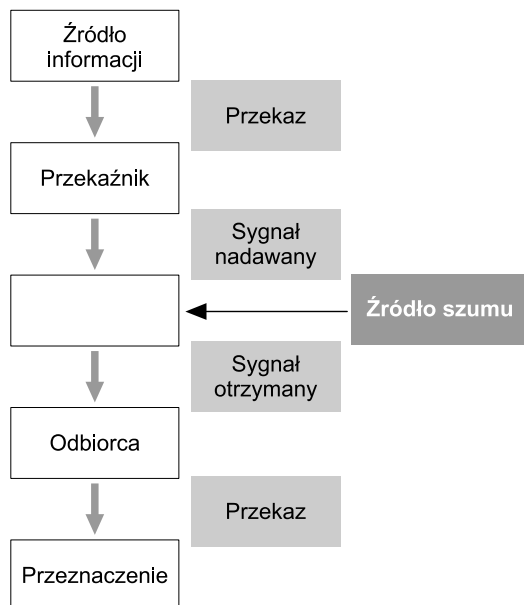 Źródło
informacji
Przekaz
Przekaźnik
Sygnał
nadawany
Źródło szumu
Sygnał
otrzymany
Odbiorca
Przekaz
Przeznaczenie